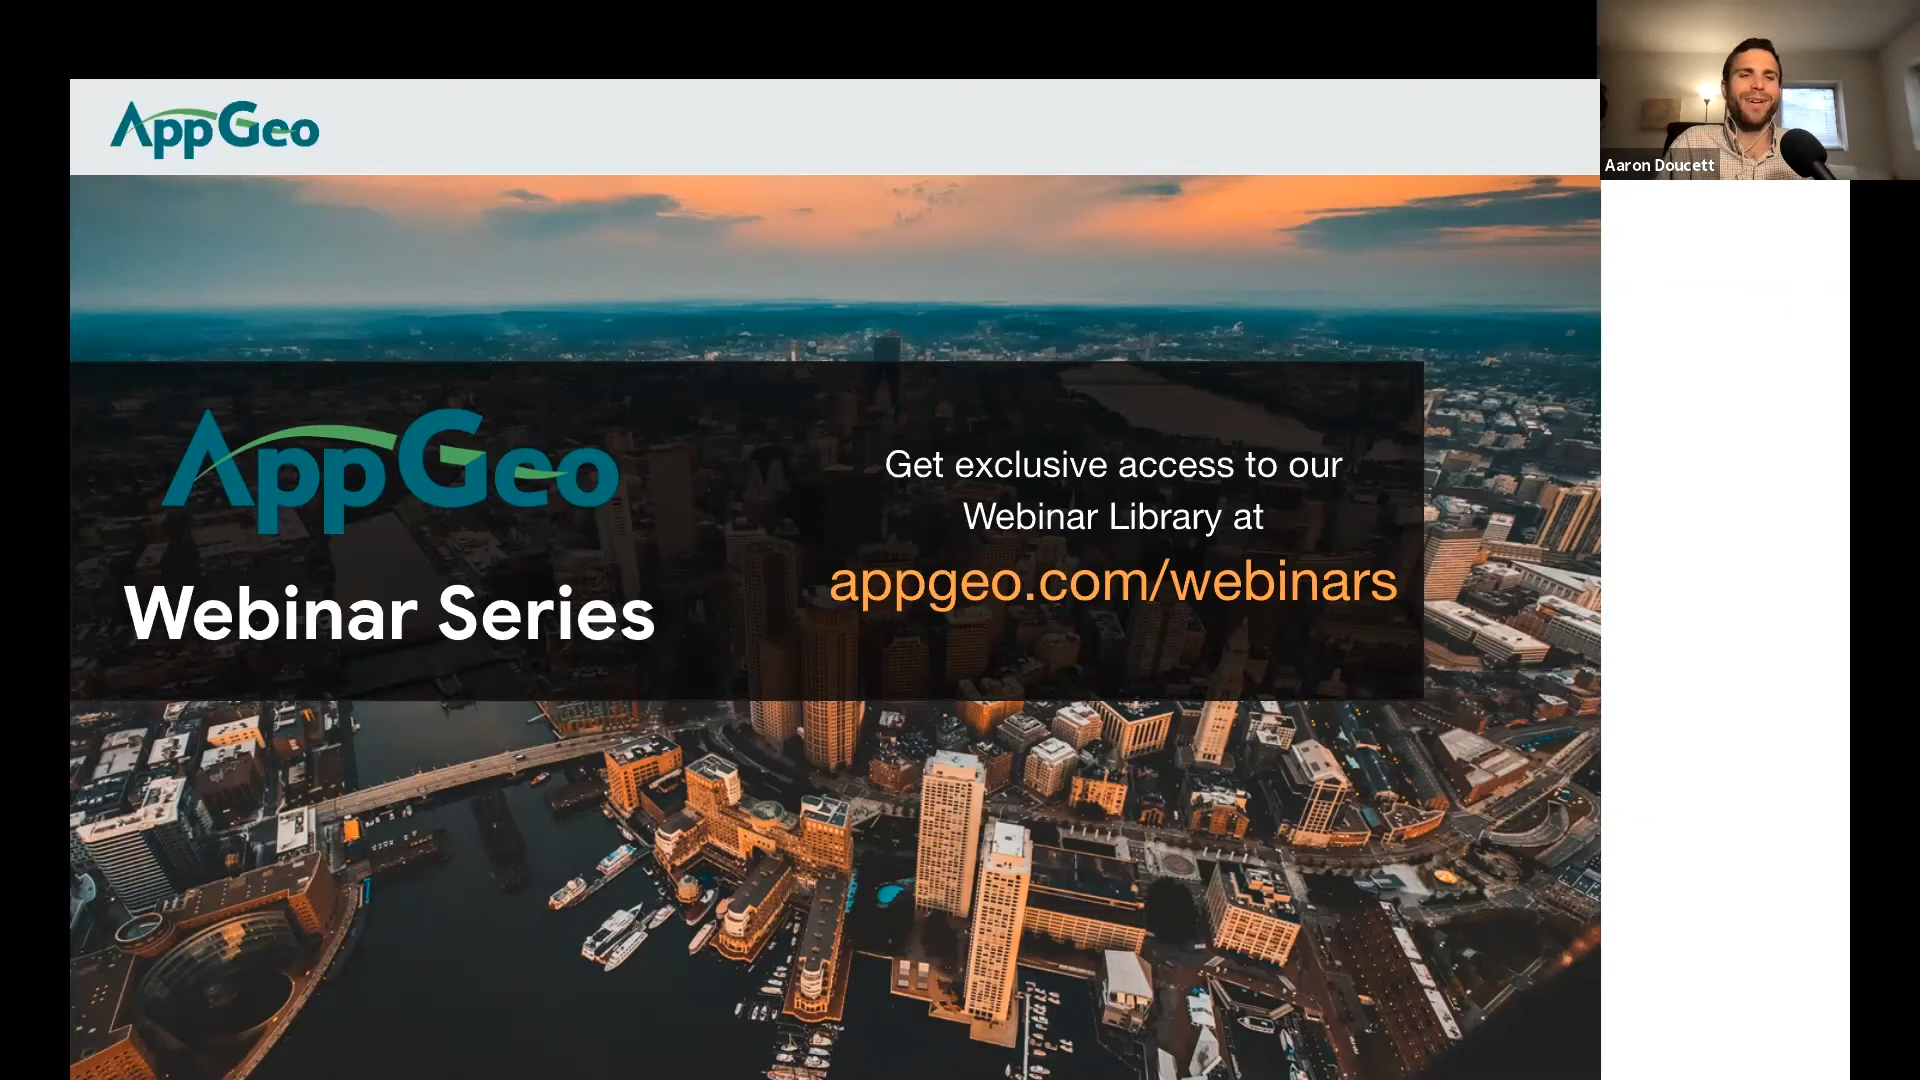 AppGeo
Aaron Doucett
AppGeo
Webinar Series
Get exclusive access to our
Webinar Library at
appgeo.com/webinars